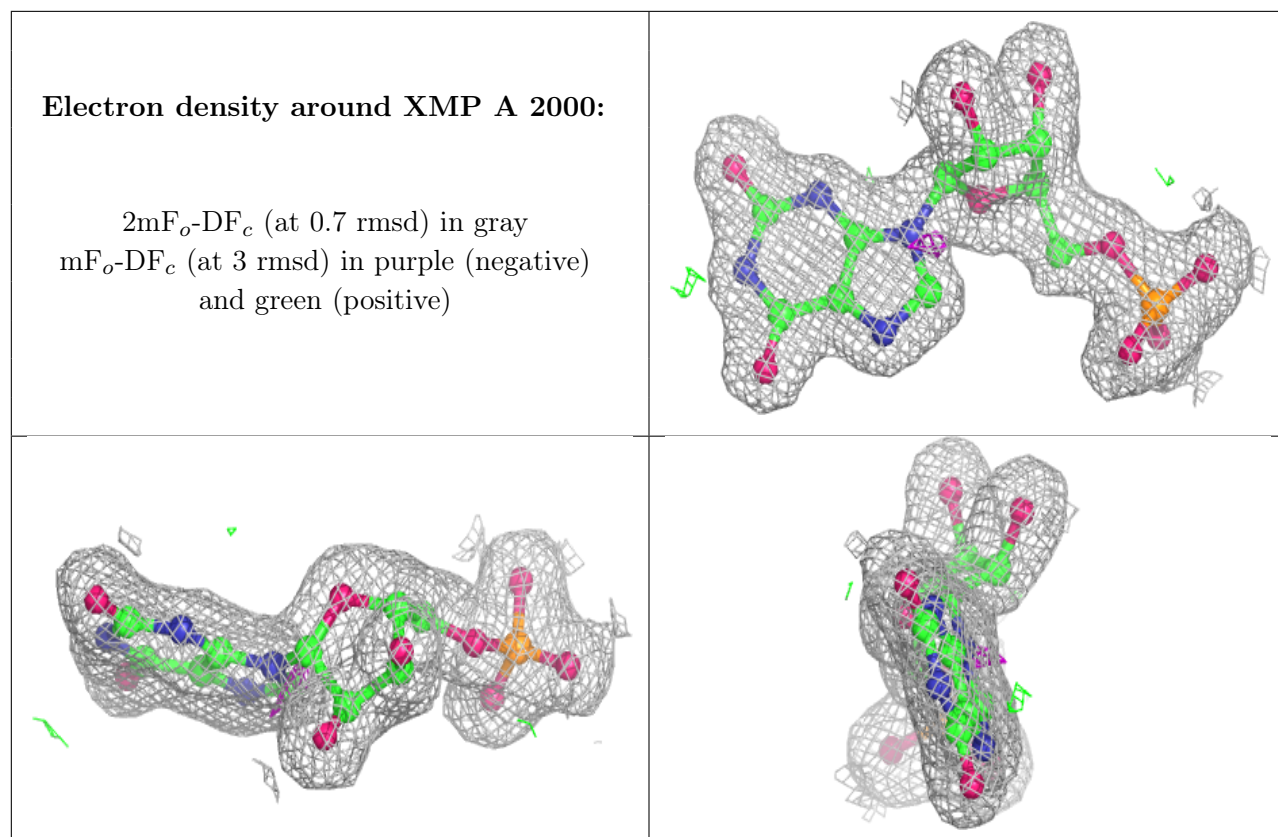 Electron density around XMP A 2000:
2mFo-DFc (at 0.7 rmsd) in gray
mFo-DFc (at 3 rmsd) in purple (negative)
and green (positive)